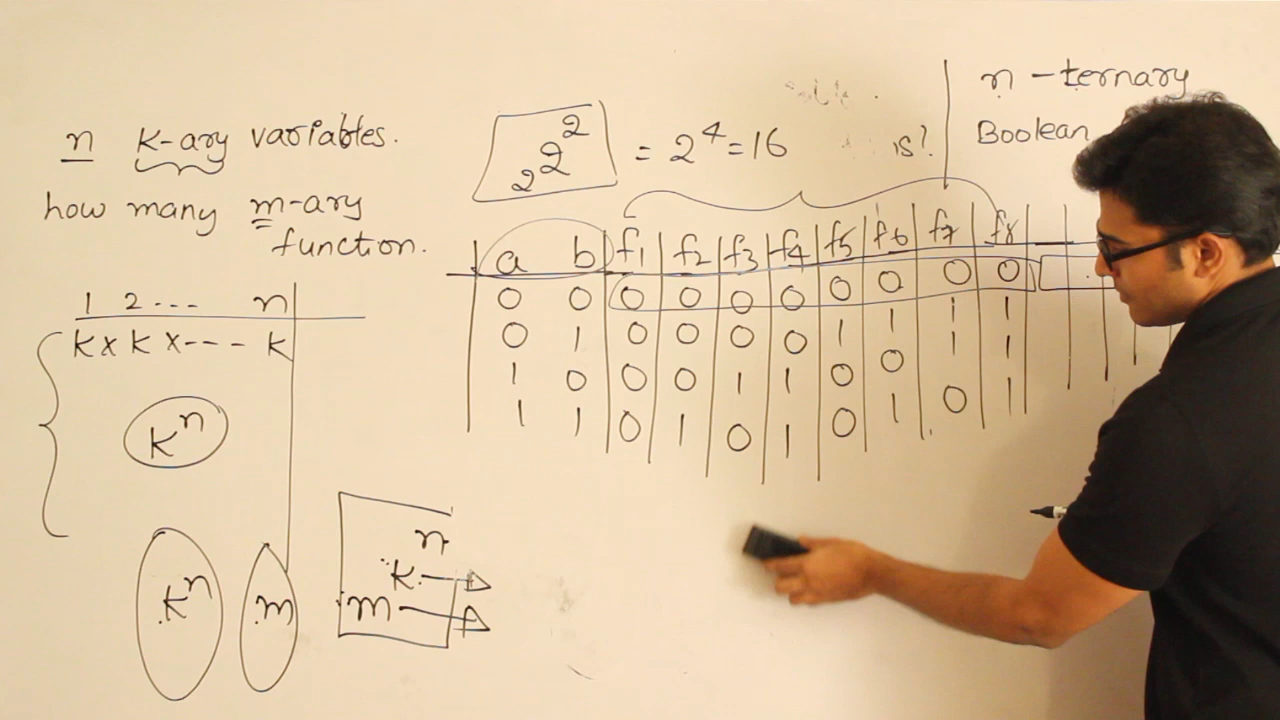 n K-ary variables.
how many m-ary
function.
1 2 --- n
K x K x --- - K
K^n
K^n m
n
K
m
2^2^2 = 2^4 = 16
is?
n - ternary
Boolean
a b f1 f2 f3 f4 f5 f6 f7 f8
0 0 0 0 0 0 0 0 0 0
0 1 0 0 0 0 1 1 1 1
1 0 0 0 1 1 0 0 1 1
1 1 0 1 0 1 0 1 0 1